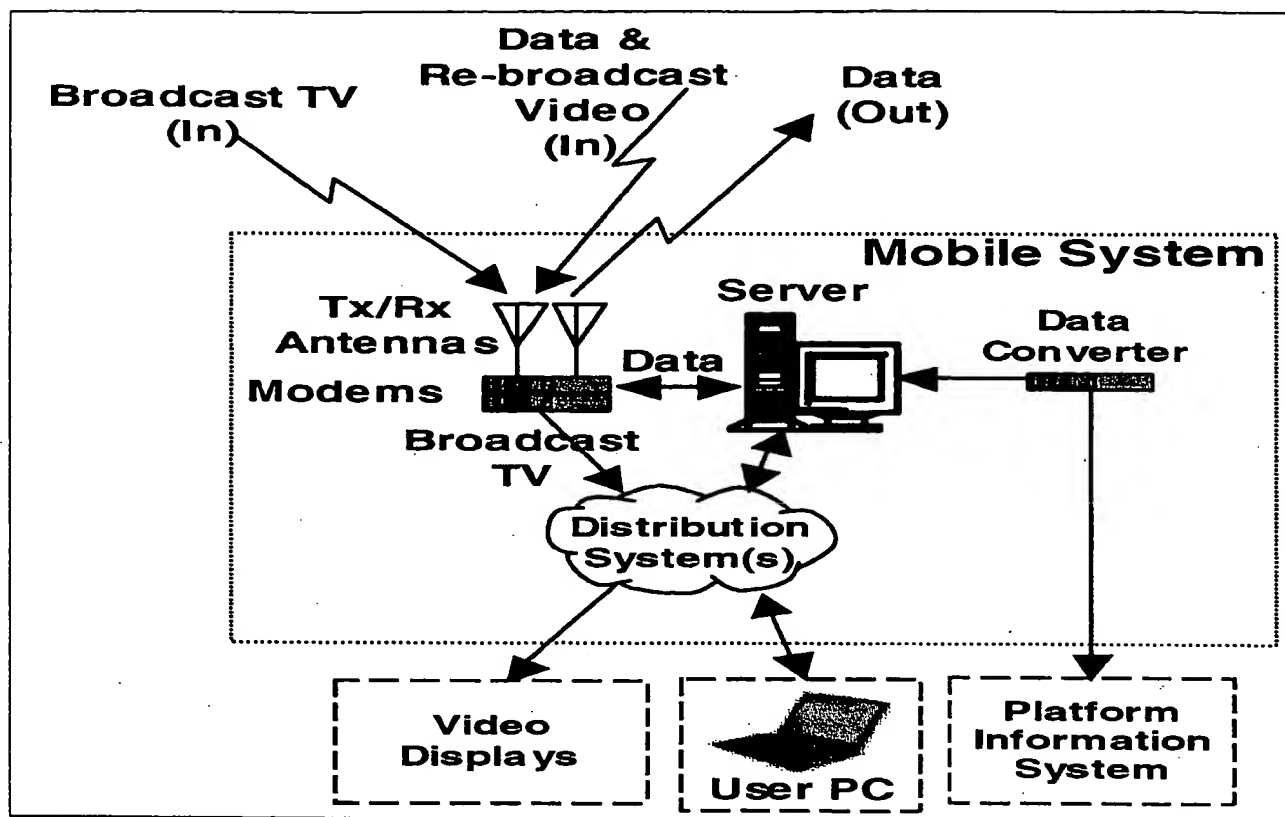 Data &
Re-broadcast
Video
(In)
Broadcast TV
(In)
Data
(Out)
Mobile System
Tx/Rx
Antennas
Modems
Data
Server
Data
Converter
Broadcast
TV
Distribution
System(s)
Video
Displays
User PC
Platform
Information
System